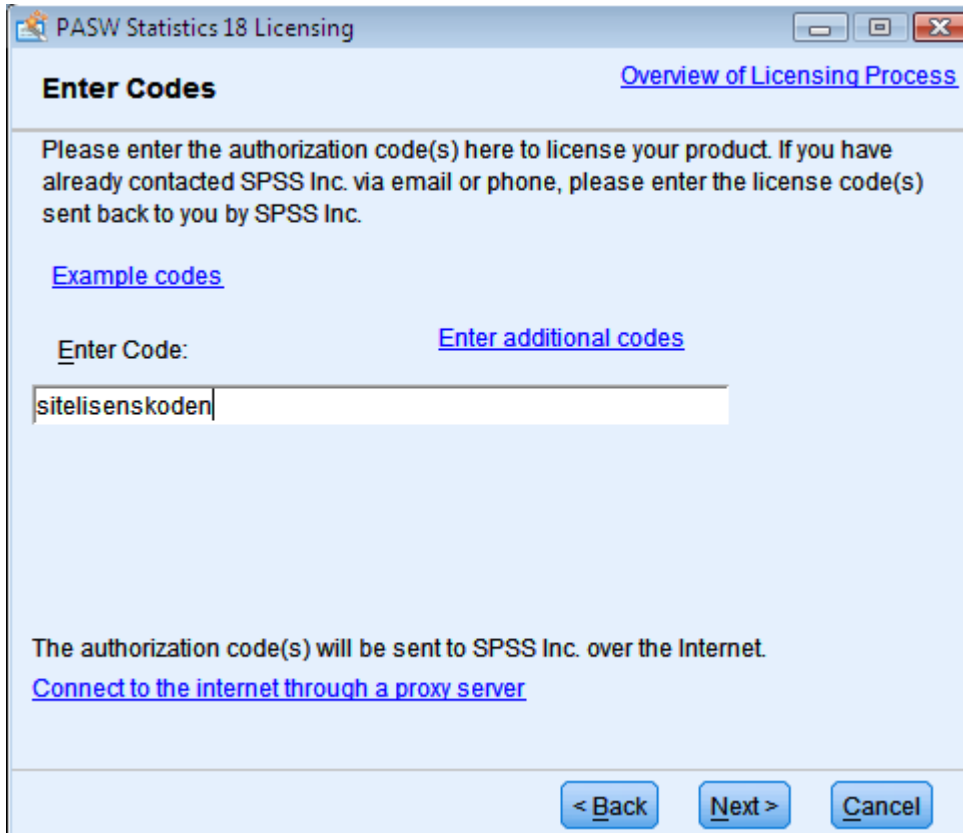 PASW Statistics 18 Licensing
Enter Codes
Overview of Licensing Process
Please enter the authorization code(s) here to license your product. If you have
already contacted SPSS Inc. via email or phone, please enter the license code(s)
sent back to you by SPSS Inc.
Example codes
Enter Code:
Enter additional codes
sitelisenskoden
The authorization code(s) will be sent to SPSS Inc. over the Internet.
Connect to the internet through a proxy server
< Back
Next >
Cancel